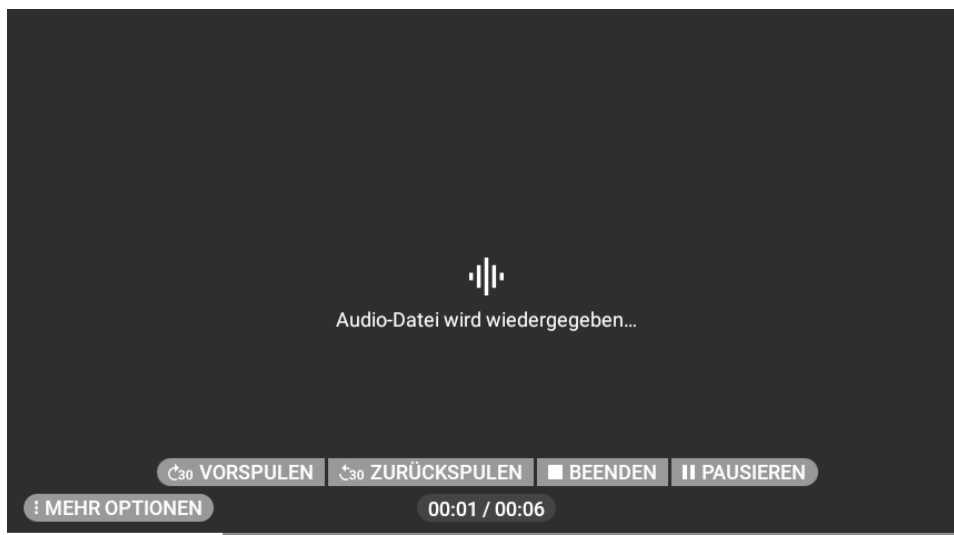 Audio-Datei wird wiedergegeben...
30 VORSPULEN 30 ZURÜCKSPULEN BEENDEN PAUSIEREN
MEHR OPTIONEN 00:01 / 00:06